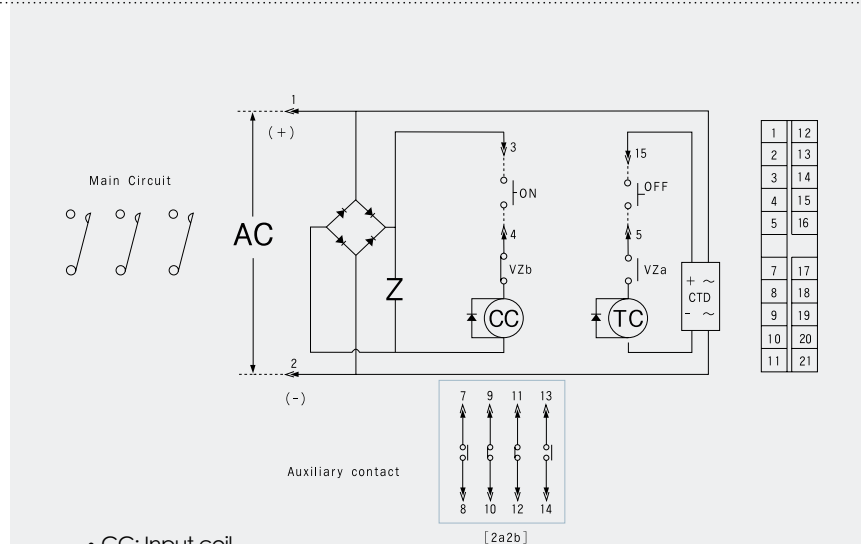 1
(+)
Main Circuit
AC
3
ON
4
VZb
Z
CC
15
OFF
5
VZa
TC
+ ~
CTD
- ~
2
(-)
1 12
2 13
3 14
4 15
5 16
7 17
8 18
9 19
10 20
11 21
7 9 11 13
Auxiliary contact
8 10 12 14
[2a2b]
• CC: Input coil